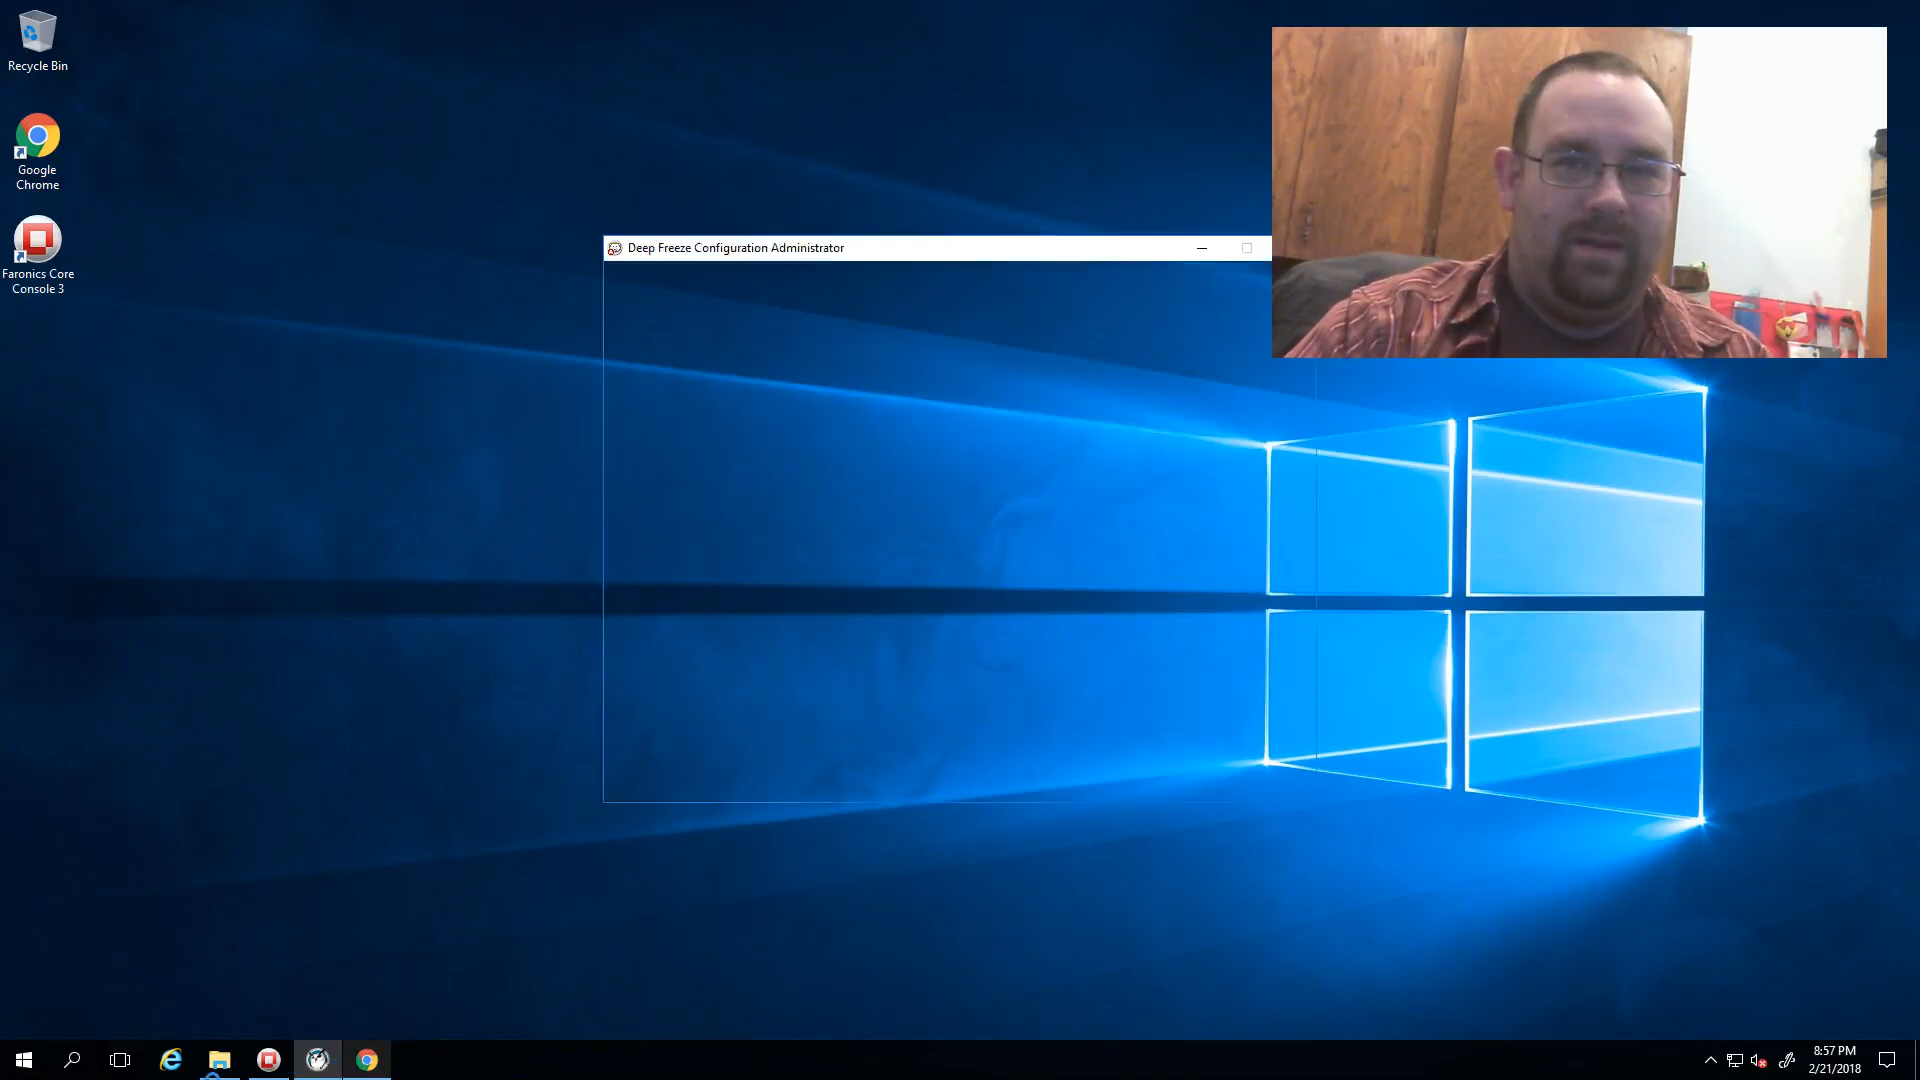 Recycle Bin
Google
Chrome
Faronics Core
Console 3
Deep Freeze Configuration Administrator
8:57 PM
2/21/2018